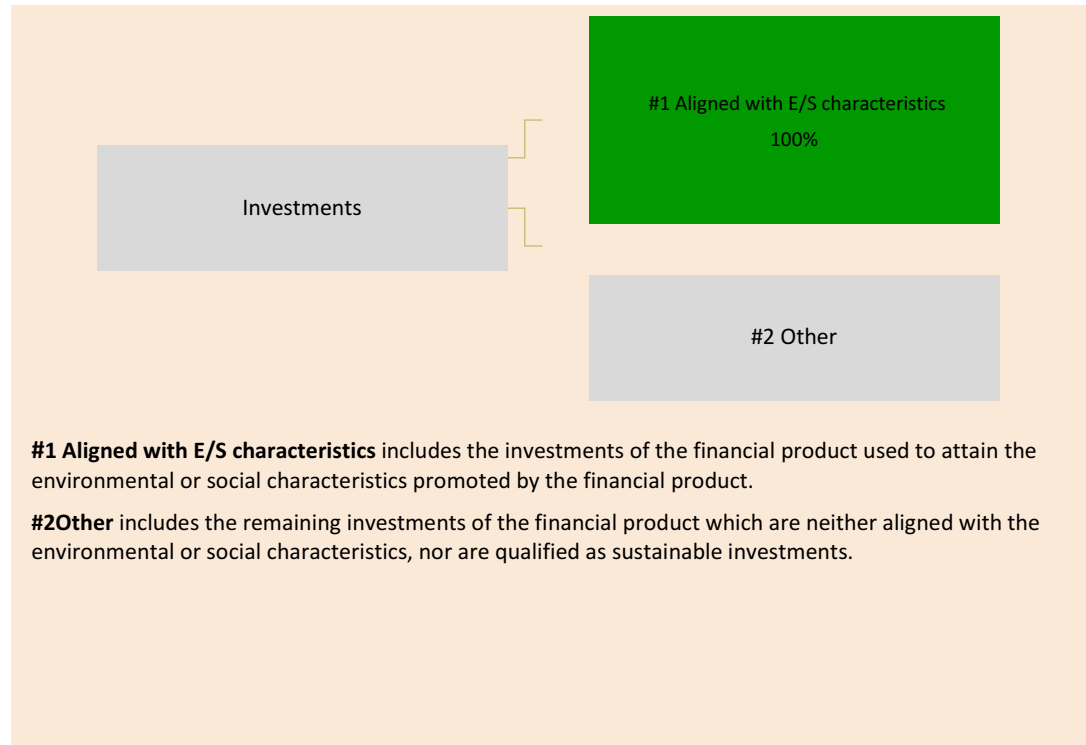 #1 Aligned with E/S characteristics
100%
Investments
#2 Other
#1 Aligned with E/S characteristics includes the investments of the financial product used to attain the
environmental or social characteristics promoted by the financial product.
#2Other includes the remaining investments of the financial product which are neither aligned with the
environmental or social characteristics, nor are qualified as sustainable investments.